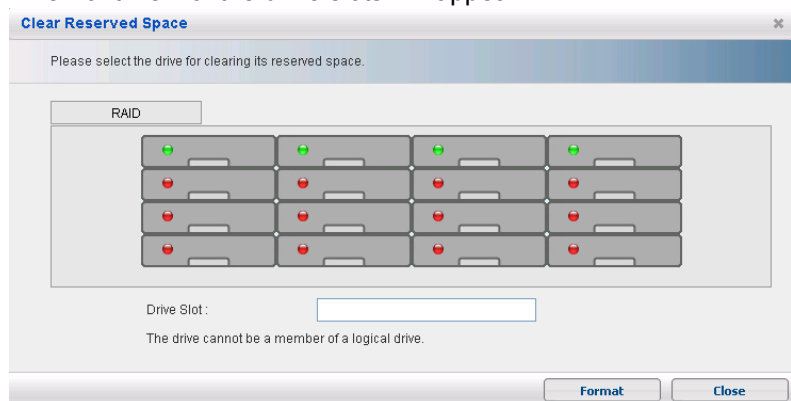 Clear Reserved Space
Please select the drive for clearing its reserved space.
RAID
Drive Slot :
The drive cannot be a member of a logical drive.
Format Close